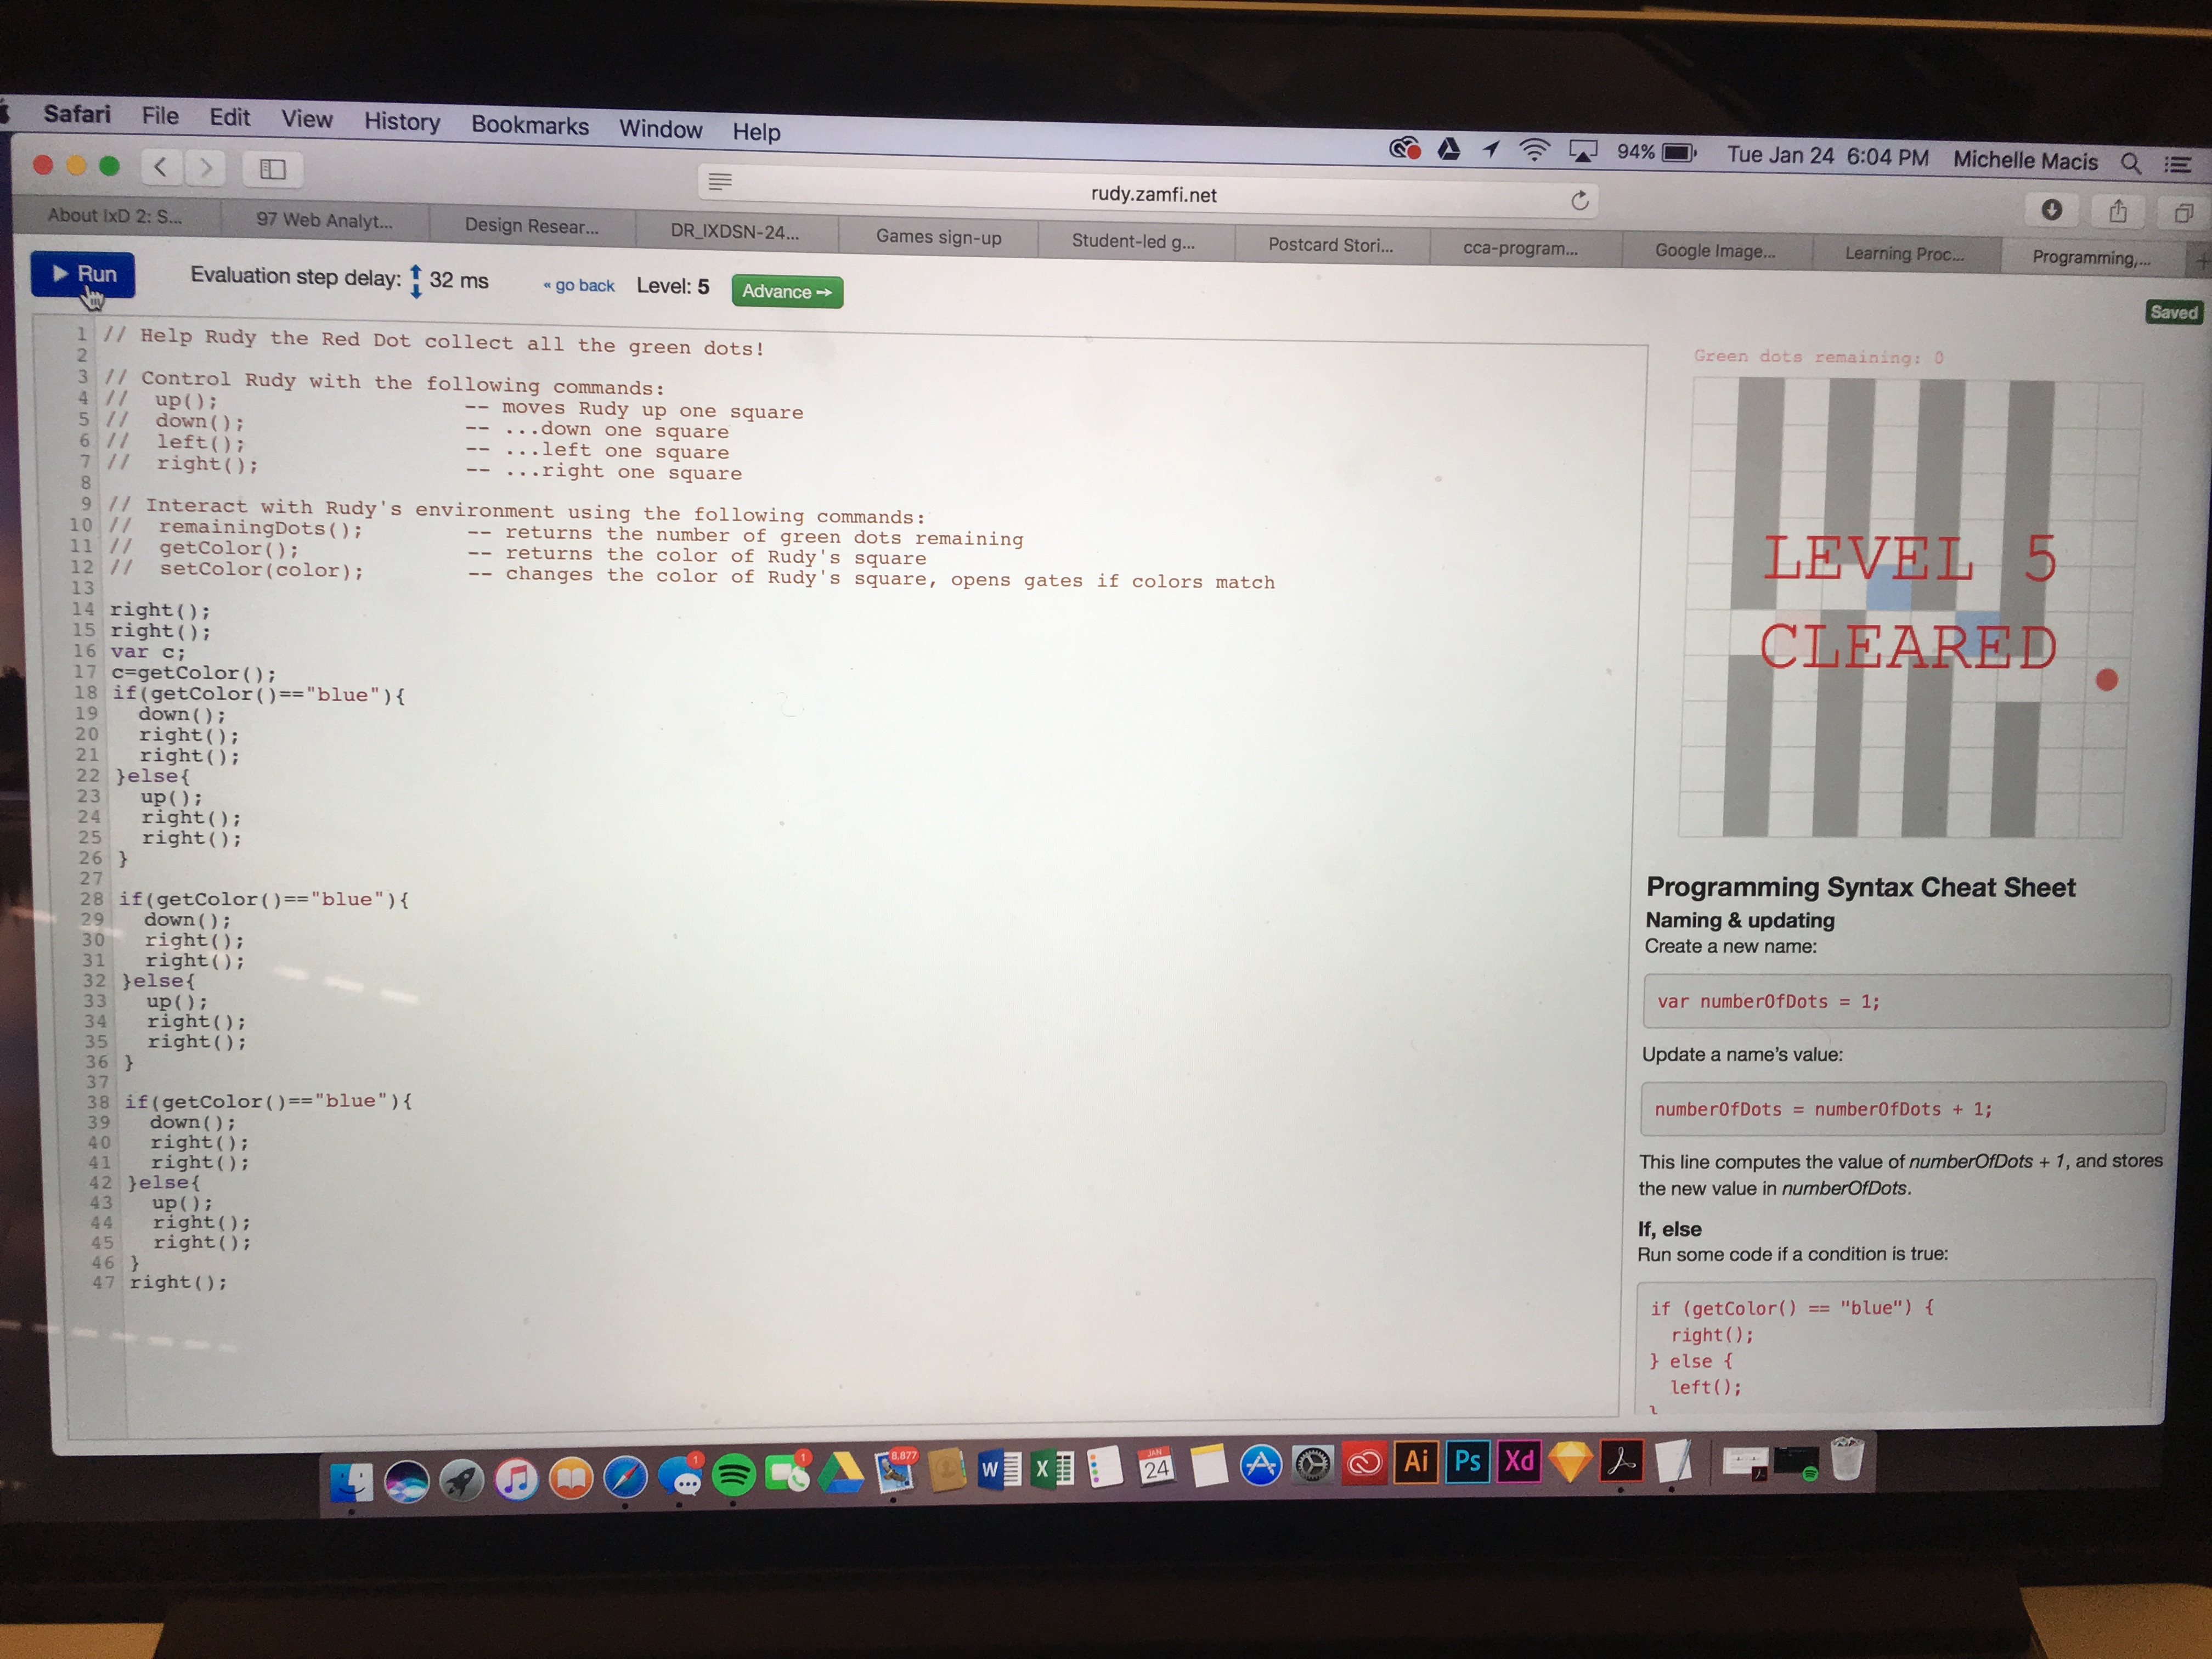 Safari File Edit View History Bookmarks Window Help
94% Tue Jan 24 6:04 PM Michelle Macis
rudy.zamfi.net
About IxD 2: S... 97 Web Analyt... Design Resear... DR_IXDSN-24... Games sign-up Student-led g... Postcard Stori... cca-program... Google Image... Learning Proc... Programming,...
Run Evaluation step delay: 32 ms « go back Level: 5 Advance →
Saved
1 // Help Rudy the Red Dot collect all the green dots!
2
3 // Control Rudy with the following commands:
4 // up(); -- moves Rudy up one square
5 // down(); -- ...down one square
6 // left(); -- ...left one square
7 // right(); -- ...right one square
8
9 // Interact with Rudy's environment using the following commands:
10 // remainingDots(); -- returns the number of green dots remaining
11 // getColor(); -- returns the color of Rudy's square
12 // setColor(color); -- changes the color of Rudy's square, opens gates if colors match
13
14 right();
15 right();
16 var c;
17 c=getColor();
18 if(getColor()=="blue"){
19 down();
20 right();
21 right();
22 }else{
23 up();
24 right();
25 right();
26 }
27
28 if(getColor()=="blue"){
29 down();
30 right();
31 right();
32 }else{
33 up();
34 right();
35 right();
36 }
37
38 if(getColor()=="blue"){
39 down();
40 right();
41 right();
42 }else{
43 up();
44 right();
45 right();
46 }
47 right();
Green dots remaining: 0
LEVEL 5
CLEARED
Programming Syntax Cheat Sheet
Naming & updating
Create a new name:
var numberOfDots = 1;
Update a name's value:
numberOfDots = numberOfDots + 1;
This line computes the value of numberOfDots + 1, and stores
the new value in numberOfDots.
If, else
Run some code if a condition is true:
if (getColor() == "blue") {
right();
} else {
left();
}
1 1 8,877 W X JAN 24 Ai Ps Xd